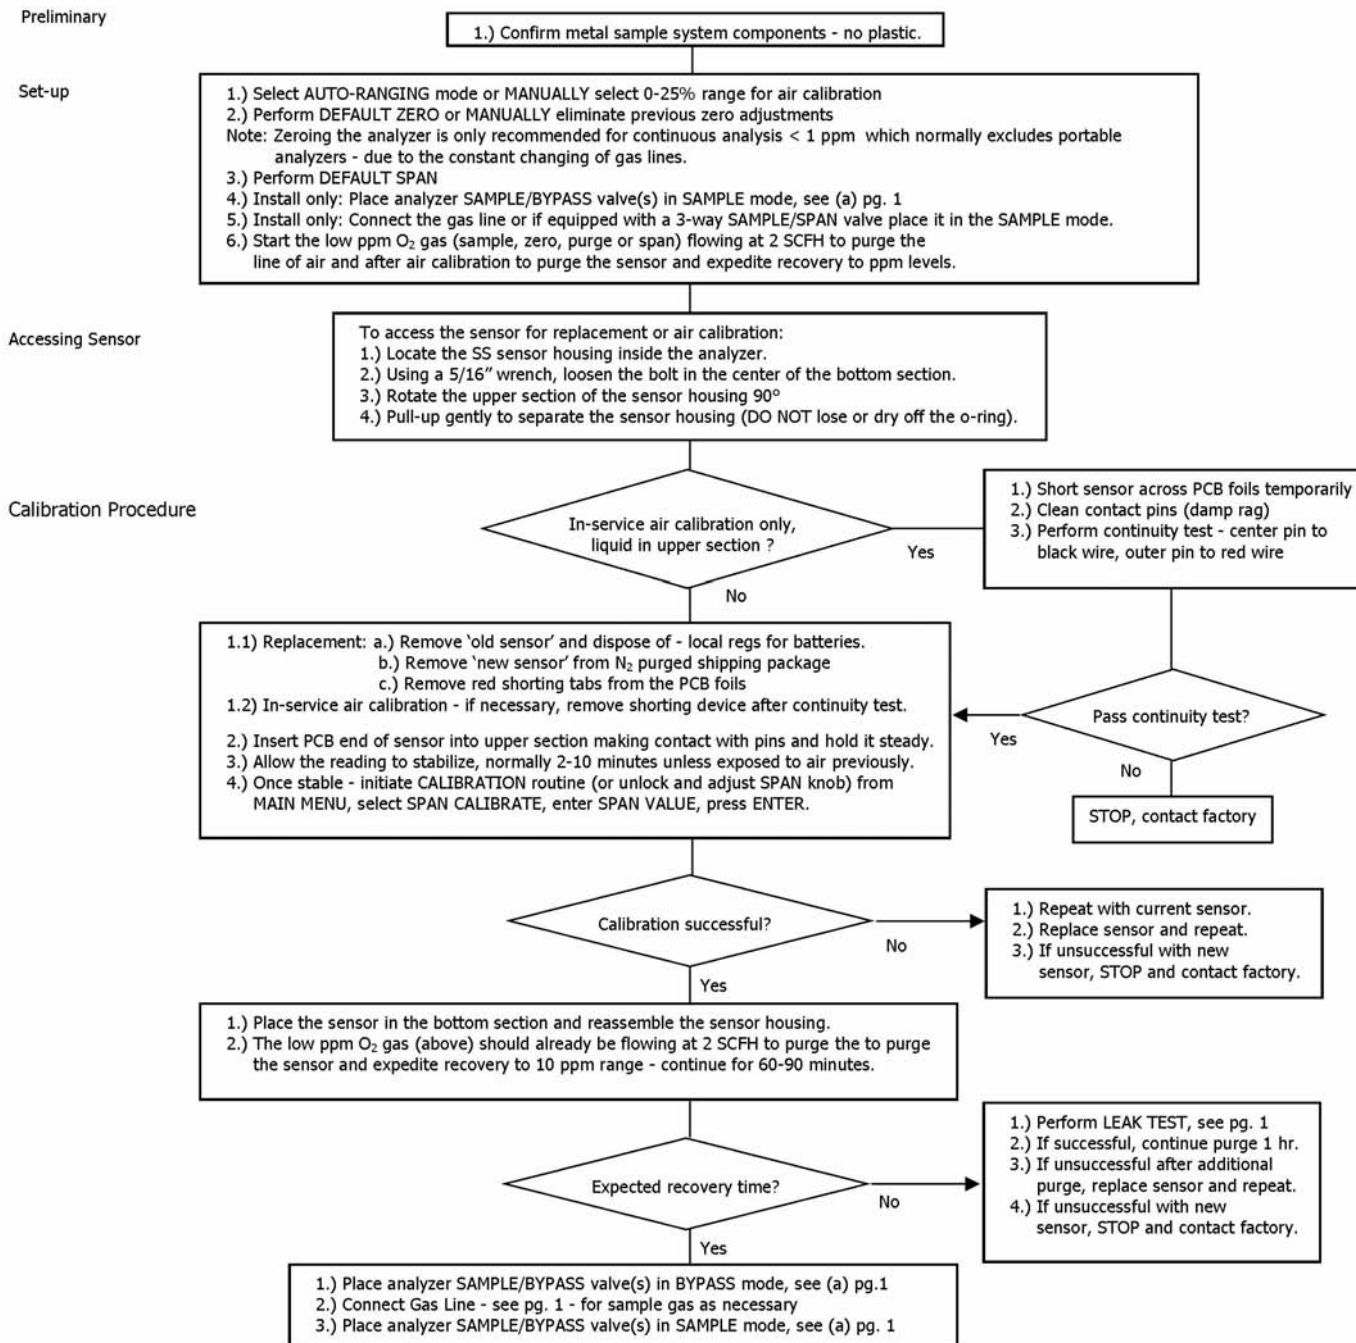 Preliminary
1.) Confirm metal sample system components - no plastic.
Set-up
1.) Select AUTO-RANGING mode or MANUALLY select 0-25% range for air calibration
2.) Perform DEFAULT ZERO or MANUALLY eliminate previous zero adjustments
Note: Zeroing the analyzer is only recommended for continuous analysis < 1 ppm which normally excludes portable
analyzers - due to the constant changing of gas lines.
3.) Perform DEFAULT SPAN
4.) Install only: Place analyzer SAMPLE/BYPASS valve(s) in SAMPLE mode, see (a) pg. 1
5.) Install only: Connect the gas line or if equipped with a 3-way SAMPLE/SPAN valve place it in the SAMPLE mode.
6.) Start the low ppm O₂ gas (sample, zero, purge or span) flowing at 2 SCFH to purge the
line of air and after air calibration to purge the sensor and expedite recovery to ppm levels.
Accessing Sensor
To access the sensor for replacement or air calibration:
1.) Locate the SS sensor housing inside the analyzer.
2.) Using a 5/16" wrench, loosen the bolt in the center of the bottom section.
3.) Rotate the upper section of the sensor housing 90°
4.) Pull-up gently to separate the sensor housing (DO NOT lose or dry off the o-ring).
Calibration Procedure
In-service air calibration only,
liquid in upper section ?
Yes
No
1.) Short sensor across PCB foils temporarily
2.) Clean contact pins (damp rag)
3.) Perform continuity test - center pin to
black wire, outer pin to red wire
1.1) Replacement: a.) Remove ‘old sensor’ and dispose of - local regs for batteries.
b.) Remove ‘new sensor’ from N₂ purged shipping package
c.) Remove red shorting tabs from the PCB foils
1.2) In-service air calibration - if necessary, remove shorting device after continuity test.
2.) Insert PCB end of sensor into upper section making contact with pins and hold it steady.
3.) Allow the reading to stabilize, normally 2-10 minutes unless exposed to air previously.
4.) Once stable - initiate CALIBRATION routine (or unlock and adjust SPAN knob) from
MAIN MENU, select SPAN CALIBRATE, enter SPAN VALUE, press ENTER.
Pass continuity test?
Yes
No
STOP, contact factory
Calibration successful?
No
Yes
1.) Repeat with current sensor.
2.) Replace sensor and repeat.
3.) If unsuccessful with new
sensor, STOP and contact factory.
1.) Place the sensor in the bottom section and reassemble the sensor housing.
2.) The low ppm O₂ gas (above) should already be flowing at 2 SCFH to purge the to purge
the sensor and expedite recovery to 10 ppm range - continue for 60-90 minutes.
Expected recovery time?
No
Yes
1.) Perform LEAK TEST, see pg. 1
2.) If successful, continue purge 1 hr.
3.) If unsuccessful after additional
purge, replace sensor and repeat.
4.) If unsuccessful with new
sensor, STOP and contact factory.
1.) Place analyzer SAMPLE/BYPASS valve(s) in BYPASS mode, see (a) pg.1
2.) Connect Gas Line - see pg. 1 - for sample gas as necessary
3.) Place analyzer SAMPLE/BYPASS valve(s) in SAMPLE mode, see (a) pg. 1